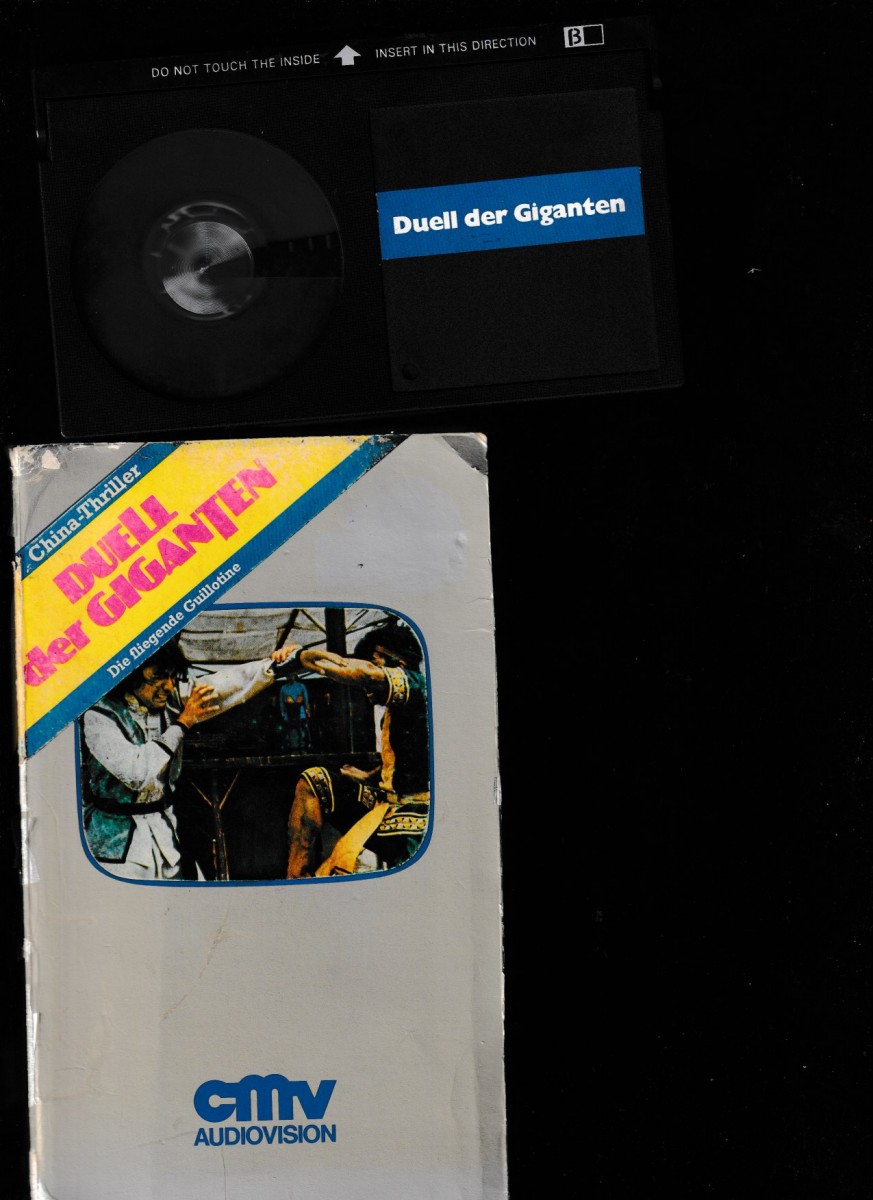 DO NOT TOUCH THE INSIDE INSERT IN THIS DIRECTION β
Duell der Giganten
China-Thriller
DUELL
der GIGANTEN
Die fliegende Guillotine
cmv
AUDIOVISION